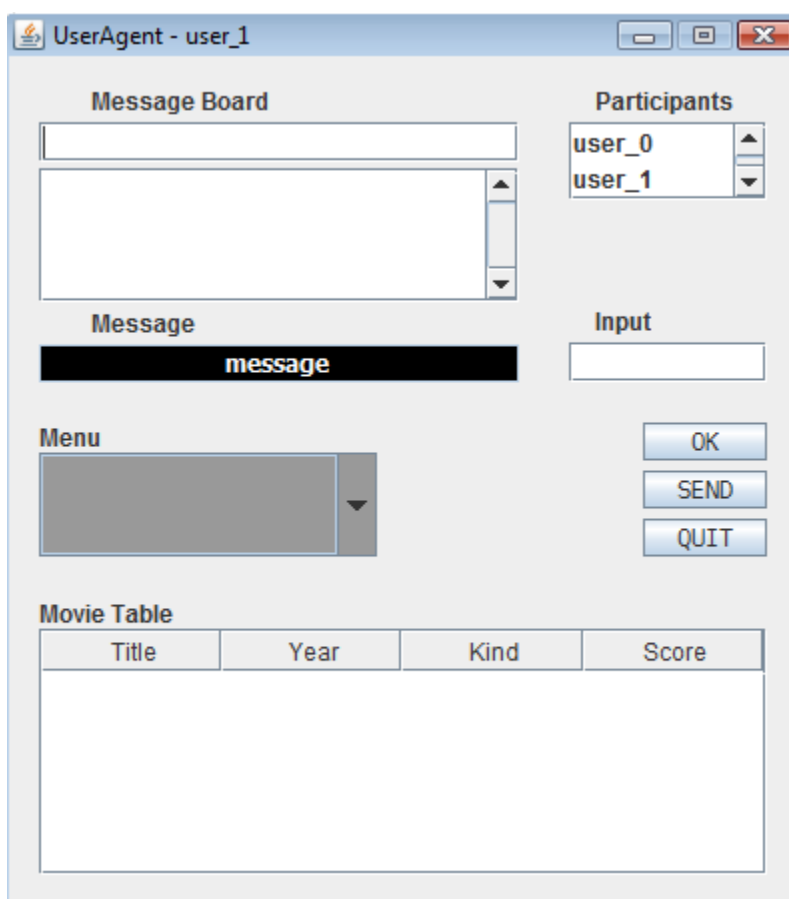 UserAgent - user_1
Message Board
Participants
user_0
user_1
Message
Input
message
Menu
OK
SEND
QUIT
Movie Table
Title Year Kind Score